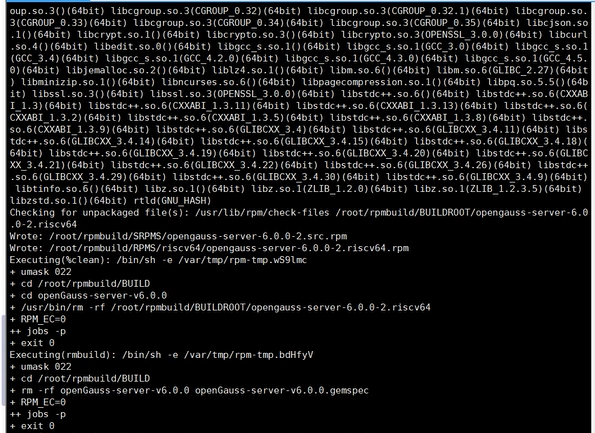 oup.so.3()(64bit) libcgroup.so.3(CGROUP_0.32)(64bit) libcgroup.so.3(CGROUP_0.32.1)(64bit) libcgroup.so.
3(CGROUP_0.33)(64bit) libcgroup.so.3(CGROUP_0.34)(64bit) libcgroup.so.3(CGROUP_0.35)(64bit) libcjson.so
.1()(64bit) libcrypt.so.1()(64bit) libcrypto.so.3()(64bit) libcrypto.so.3(OPENSSL_3.0.0)(64bit) libcurl
.so.4()(64bit) libedit.so.0()(64bit) libgcc_s.so.1()(64bit) libgcc_s.so.1(GCC_3.0)(64bit) libgcc_s.so.1
(GCC_3.4)(64bit) libgcc_s.so.1(GCC_4.2.0)(64bit) libgcc_s.so.1(GCC_4.3.0)(64bit) libgcc_s.so.1(GCC_4.5.
0)(64bit) libjemalloc.so.2()(64bit) liblz4.so.1()(64bit) libm.so.6()(64bit) libm.so.6(GLIBC_2.27)(64bit
) libminizip.so.1()(64bit) libncurses.so.6()(64bit) libpagecompression.so.1()(64bit) libpq.so.5.5()(64b
it) libssl.so.3()(64bit) libssl.so.3(OPENSSL_3.0.0)(64bit) libstdc++.so.6()(64bit) libstdc++.so.6(CXXAB
I_1.3)(64bit) libstdc++.so.6(CXXABI_1.3.11)(64bit) libstdc++.so.6(CXXABI_1.3.13)(64bit) libstdc++.so.6(
CXXABI_1.3.2)(64bit) libstdc++.so.6(CXXABI_1.3.5)(64bit) libstdc++.so.6(CXXABI_1.3.8)(64bit) libstdc++.
so.6(CXXABI_1.3.9)(64bit) libstdc++.so.6(GLIBCXX_3.4)(64bit) libstdc++.so.6(GLIBCXX_3.4.11)(64bit) libs
tdc++.so.6(GLIBCXX_3.4.14)(64bit) libstdc++.so.6(GLIBCXX_3.4.15)(64bit) libstdc++.so.6(GLIBCXX_3.4.18)(
64bit) libstdc++.so.6(GLIBCXX_3.4.19)(64bit) libstdc++.so.6(GLIBCXX_3.4.20)(64bit) libstdc++.so.6(GLIBC
XX_3.4.21)(64bit) libstdc++.so.6(GLIBCXX_3.4.22)(64bit) libstdc++.so.6(GLIBCXX_3.4.26)(64bit) libstdc++
.so.6(GLIBCXX_3.4.29)(64bit) libstdc++.so.6(GLIBCXX_3.4.30)(64bit) libstdc++.so.6(GLIBCXX_3.4.9)(64bit)
libtinfo.so.6()(64bit) libz.so.1()(64bit) libz.so.1(ZLIB_1.2.0)(64bit) libz.so.1(ZLIB_1.2.3.5)(64bit)
libzstd.so.1()(64bit) rtld(GNU_HASH)
Checking for unpackaged file(s): /usr/lib/rpm/check-files /root/rpmbuild/BUILDROOT/opengauss-server-6.0
.0-2.riscv64
Wrote: /root/rpmbuild/SRPMS/opengauss-server-6.0.0-2.src.rpm
Wrote: /root/rpmbuild/RPMS/riscv64/opengauss-server-6.0.0-2.riscv64.rpm
Executing(%clean): /bin/sh -e /var/tmp/rpm-tmp.wS9lmc
+ umask 022
+ cd /root/rpmbuild/BUILD
+ cd openGauss-server-v6.0.0
+ /usr/bin/rm -rf /root/rpmbuild/BUILDROOT/opengauss-server-6.0.0-2.riscv64
+ RPM_EC=0
++ jobs -p
+ exit 0
Executing(rmbuild): /bin/sh -e /var/tmp/rpm-tmp.bdHfyV
+ umask 022
+ cd /root/rpmbuild/BUILD
+ rm -rf openGauss-server-v6.0.0 openGauss-server-v6.0.0.gemspec
+ RPM_EC=0
++ jobs -p
+ exit 0